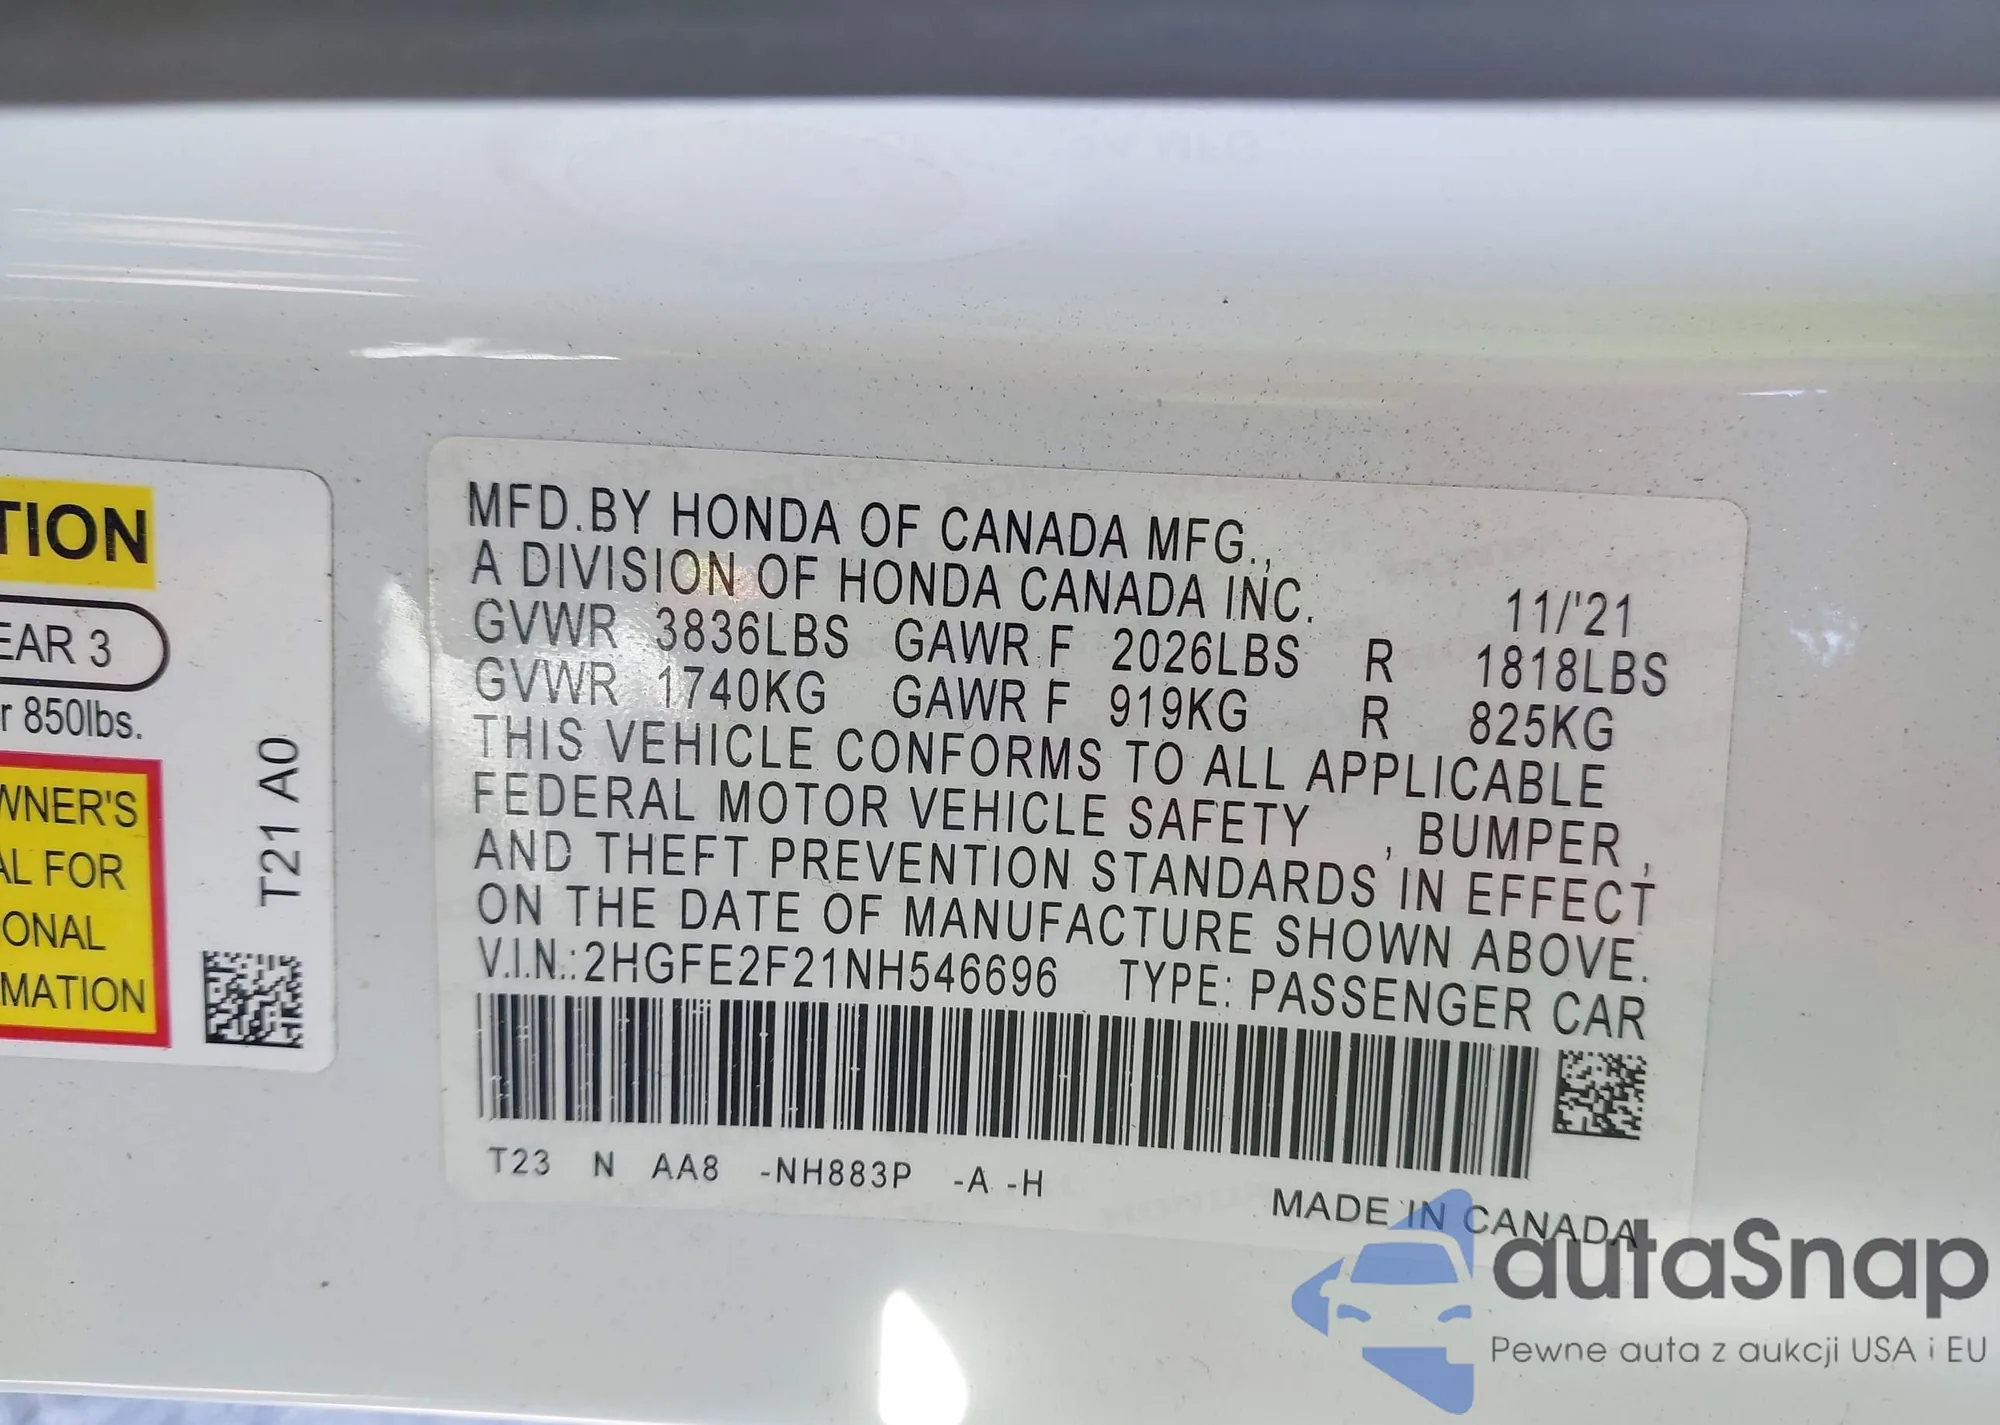 TION
EAR 3
r 850lbs.
WNER'S
AL FOR
ONAL
MATION
T21 A0
MFD.BY HONDA OF CANADA MFG.,
A DIVISION OF HONDA CANADA INC. 11/'21
GVWR 3836LBS GAWR F 2026LBS R 1818LBS
GVWR 1740KG GAWR F 919KG R 825KG
THIS VEHICLE CONFORMS TO ALL APPLICABLE
FEDERAL MOTOR VEHICLE SAFETY , BUMPER ,
AND THEFT PREVENTION STANDARDS IN EFFECT
ON THE DATE OF MANUFACTURE SHOWN ABOVE.
V.I.N.:2HGFE2F21NH546696 TYPE: PASSENGER CAR
T23 N AA8 -NH883P -A -H
MADE IN CANADA
autaSnap
Pewne auta z aukcji USA i EU